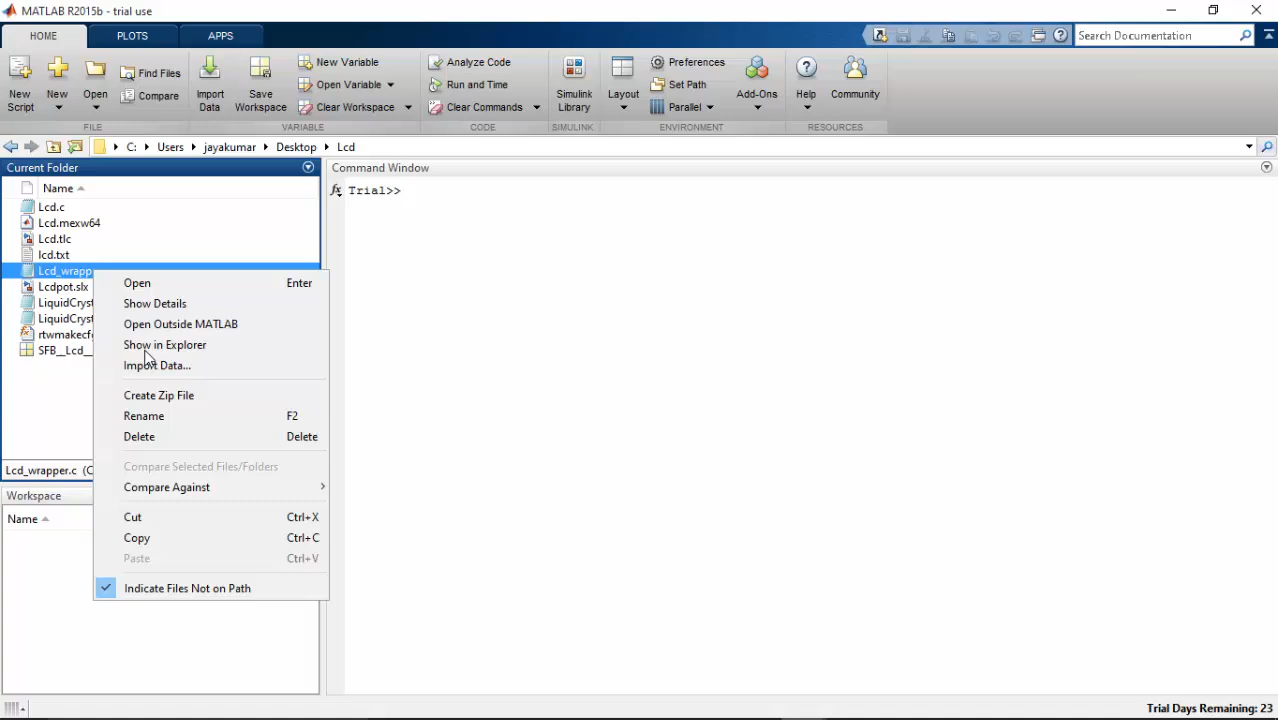 MATLAB R2015b - trial use
HOME PLOTS APPS
Search Documentation
New Script
New
Open
Find Files
Compare
Import Data
Save Workspace
New Variable
Open Variable
Clear Workspace
Analyze Code
Run and Time
Clear Commands
Simulink Library
Layout
Preferences
Set Path
Parallel
Add-Ons
Help
Community
FILE VARIABLE CODE SIMULINK ENVIRONMENT RESOURCES
C: Users jayakumar Desktop Lcd
Current Folder
Name
Lcd.c
Lcd.mexw64
Lcd.tlc
lcd.txt
Lcd_wrapp
Lcdpot.slx
LiquidCryst
LiquidCryst
rtwmakecfg
SFB__Lcd__
Lcd_wrapper.c (C
Workspace
Name
Open Enter
Show Details
Open Outside MATLAB
Show in Explorer
Import Data...
Create Zip File
Rename F2
Delete Delete
Compare Selected Files/Folders
Compare Against
Cut Ctrl+X
Copy Ctrl+C
Paste Ctrl+V
Indicate Files Not on Path
Command Window
fx Trial>>
Trial Days Remaining: 23